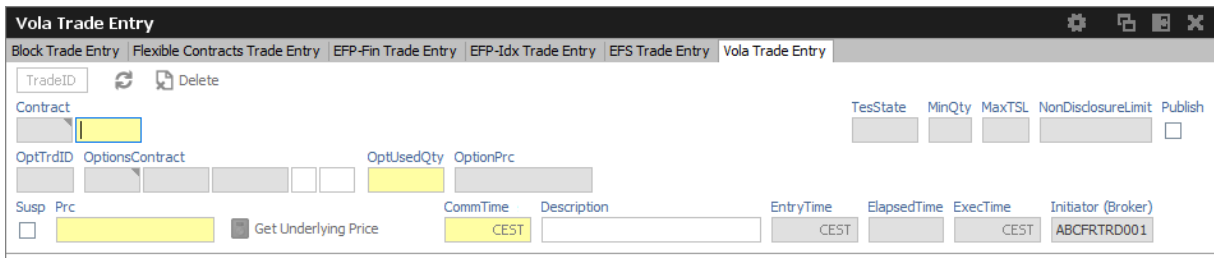 Vola Trade Entry
Block Trade Entry Flexible Contracts Trade Entry EFP-Fin Trade Entry EFP-Idx Trade Entry EFS Trade Entry Vola Trade Entry
TradeID Delete
Contract TesState MinQty MaxTSL NonDisclosureLimit Publish
OptTrdID OptionsContract OptUsedQty OptionPrc
Susp Prc CommTime Description EntryTime ElapsedTime ExecTime Initiator (Broker)
Get Underlying Price CEST CEST CEST ABCFRTRD001